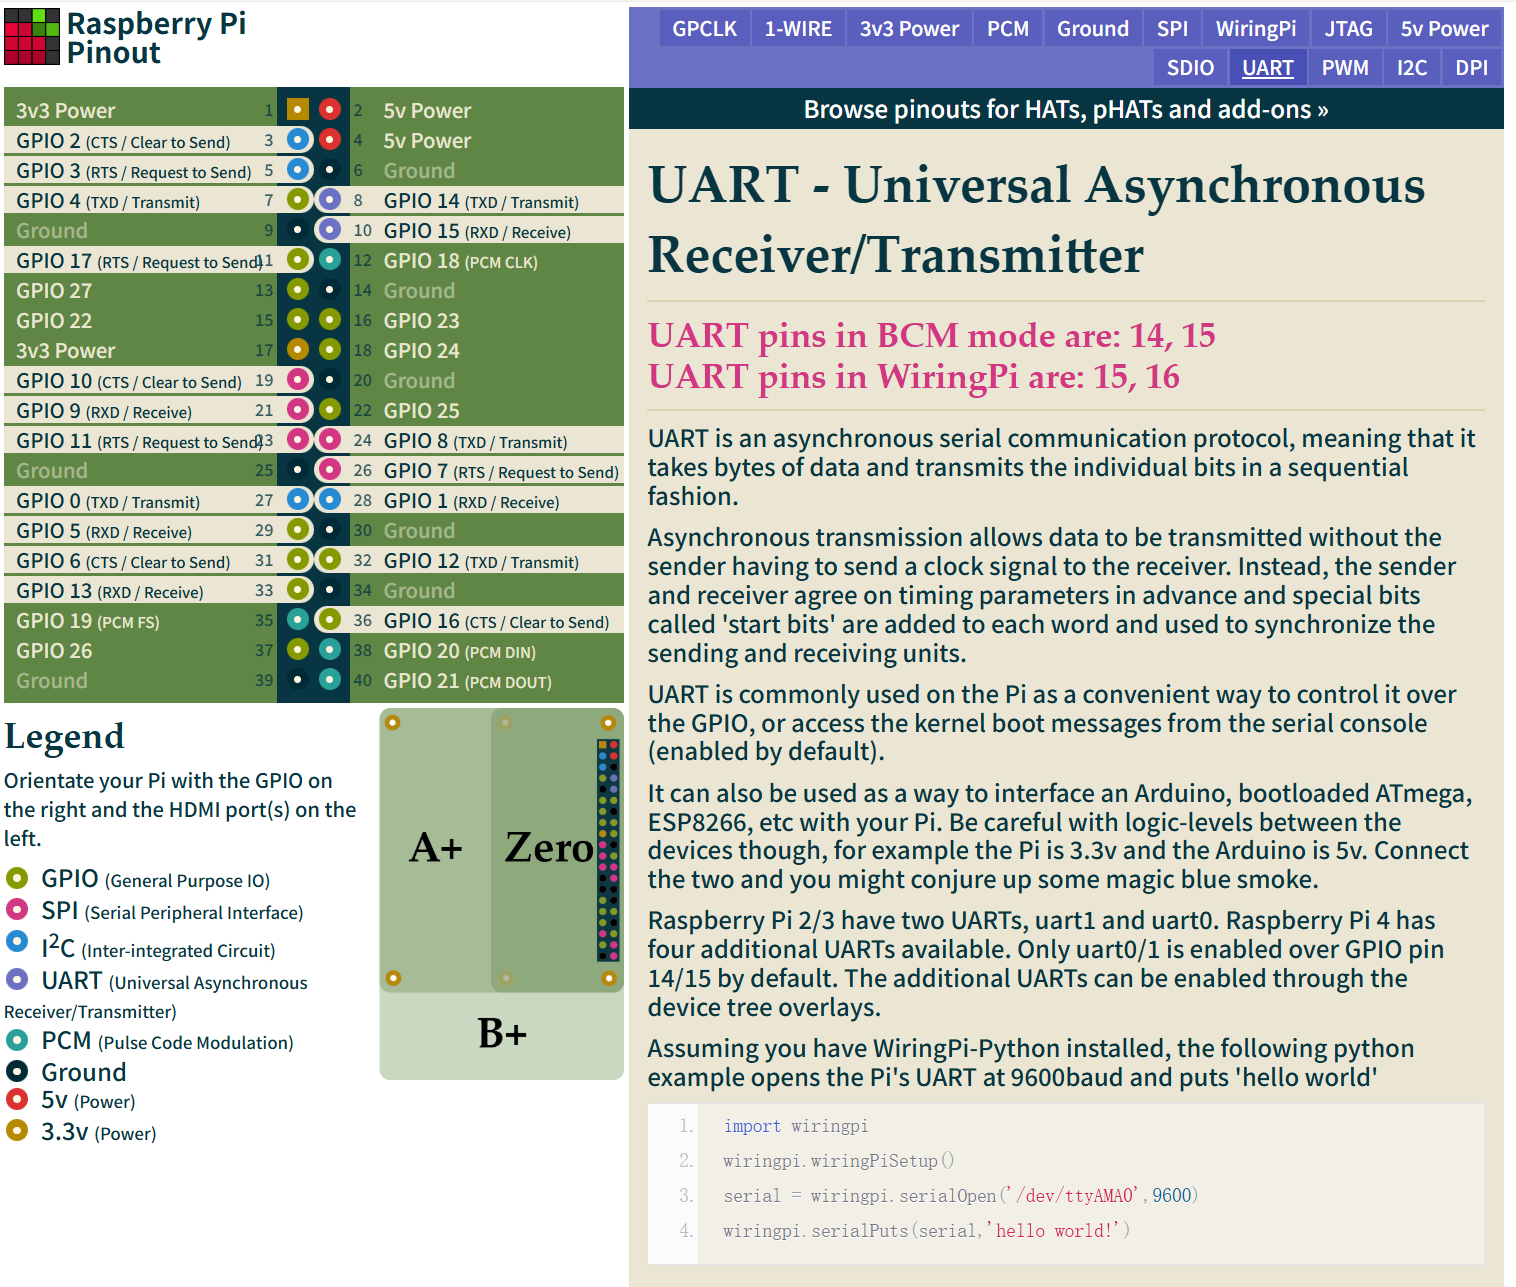 Raspberry Pi
Pinout
3v3 Power 1 2 5v Power
GPIO 2 (CTS / Clear to Send) 3 4 5v Power
GPIO 3 (RTS / Request to Send) 5 6 Ground
GPIO 4 (TXD / Transmit) 7 8 GPIO 14 (TXD / Transmit)
Ground 9 10 GPIO 15 (RXD / Receive)
GPIO 17 (RTS / Request to Send) 11 12 GPIO 18 (PCM CLK)
GPIO 27 13 14 Ground
GPIO 22 15 16 GPIO 23
3v3 Power 17 18 GPIO 24
GPIO 10 (CTS / Clear to Send) 19 20 Ground
GPIO 9 (RXD / Receive) 21 22 GPIO 25
GPIO 11 (RTS / Request to Send) 23 24 GPIO 8 (TXD / Transmit)
Ground 25 26 GPIO 7 (RTS / Request to Send)
GPIO 0 (TXD / Transmit) 27 28 GPIO 1 (RXD / Receive)
GPIO 5 (RXD / Receive) 29 30 Ground
GPIO 6 (CTS / Clear to Send) 31 32 GPIO 12 (TXD / Transmit)
GPIO 13 (RXD / Receive) 33 34 Ground
GPIO 19 (PCM FS) 35 36 GPIO 16 (CTS / Clear to Send)
GPIO 26 37 38 GPIO 20 (PCM DIN)
Ground 39 40 GPIO 21 (PCM DOUT)
Legend
Orientate your Pi with the GPIO on
the right and the HDMI port(s) on the
left.
GPIO (General Purpose IO)
SPI (Serial Peripheral Interface)
I²C (Inter-integrated Circuit)
UART (Universal Asynchronous
Receiver/Transmitter)
PCM (Pulse Code Modulation)
Ground
5v (Power)
3.3v (Power)
A+ Zero
B+
GPCLK 1-WIRE 3v3 Power PCM Ground SPI WiringPi JTAG 5v Power
SDIO UART PWM I2C DPI
Browse pinouts for HATs, pHATs and add-ons »
UART - Universal Asynchronous
Receiver/Transmitter
UART pins in BCM mode are: 14, 15
UART pins in WiringPi are: 15, 16
UART is an asynchronous serial communication protocol, meaning that it
takes bytes of data and transmits the individual bits in a sequential
fashion.
Asynchronous transmission allows data to be transmitted without the
sender having to send a clock signal to the receiver. Instead, the sender
and receiver agree on timing parameters in advance and special bits
called 'start bits' are added to each word and used to synchronize the
sending and receiving units.
UART is commonly used on the Pi as a convenient way to control it over
the GPIO, or access the kernel boot messages from the serial console
(enabled by default).
It can also be used as a way to interface an Arduino, bootloaded ATmega,
ESP8266, etc with your Pi. Be careful with logic-levels between the
devices though, for example the Pi is 3.3v and the Arduino is 5v. Connect
the two and you might conjure up some magic blue smoke.
Raspberry Pi 2/3 have two UARTs, uart1 and uart0. Raspberry Pi 4 has
four additional UARTs available. Only uart0/1 is enabled over GPIO pin
14/15 by default. The additional UARTs can be enabled through the
device tree overlays.
Assuming you have WiringPi-Python installed, the following python
example opens the Pi's UART at 9600baud and puts 'hello world'
1. import wiringpi
2. wiringpi.wiringPiSetup()
3. serial = wiringpi.serialOpen('/dev/ttyAMA0',9600)
4. wiringpi.serialPuts(serial,'hello world!')